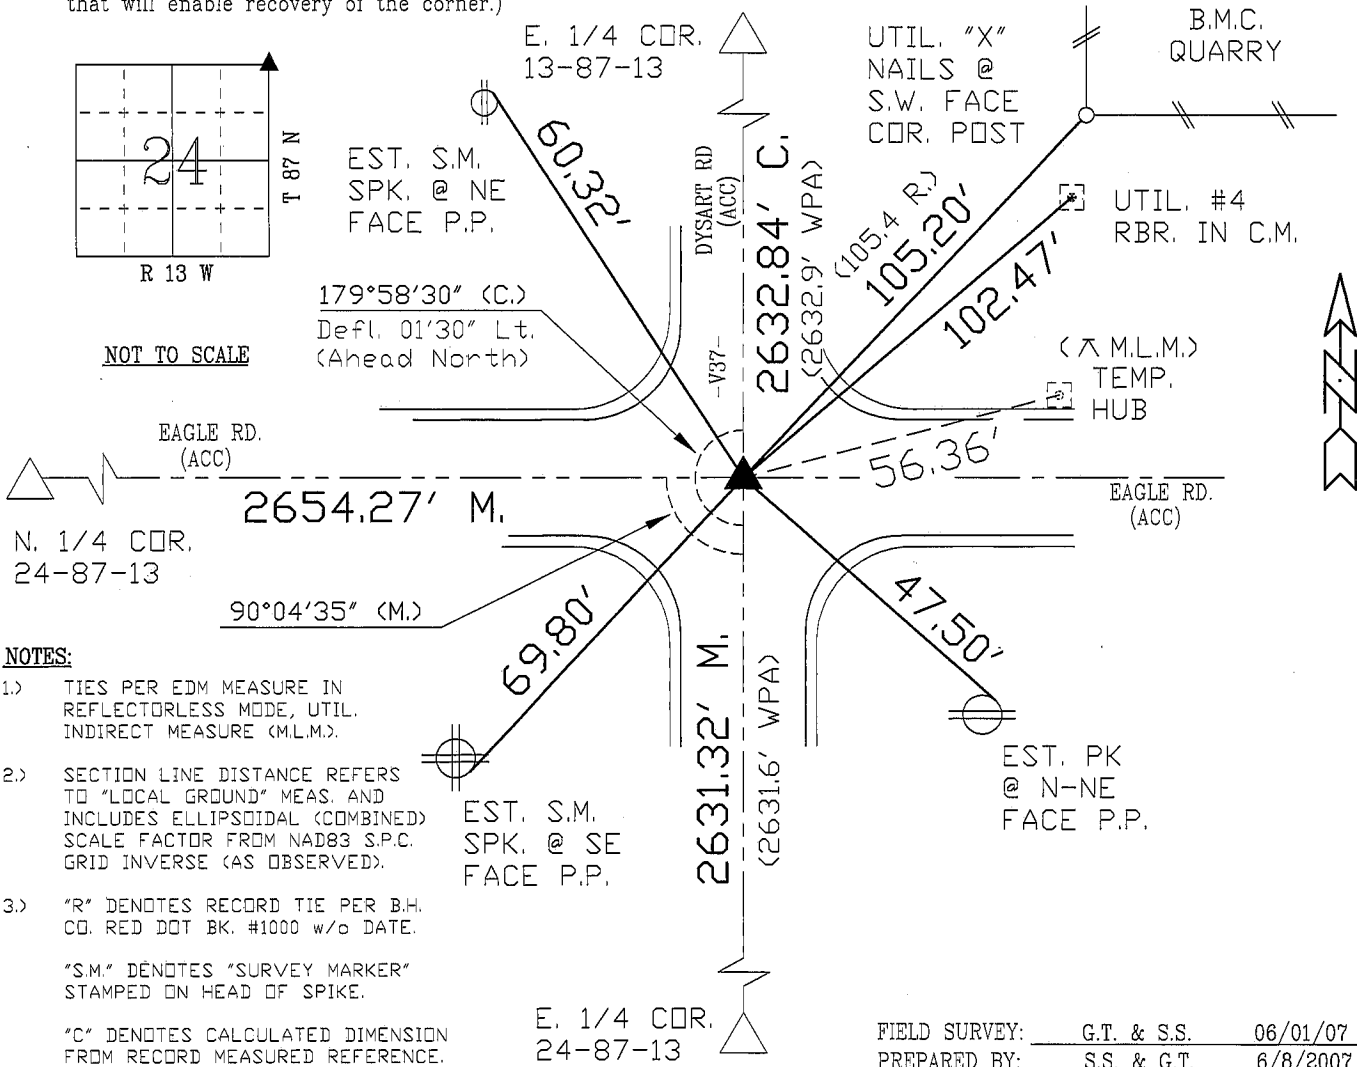 that will enable recovery of the corner.)
E. 1/4 COR.
13-87-13
UTIL. "X"
NAILS @
S.W. FACE
COR. POST
B.M.C.
QUARRY
24
T 87 N
R 13 W
NOT TO SCALE
EST. S.M.
SPK. @ NE
FACE P.P.
60.32'
DYSART RD
(ACC)
-V37-
2632.84' C.
(2632.9' WPA)
(105.4 R.)
105.20'
102.47'
UTIL. #4
RBR. IN C.M.
179°58'30" (C.)
Defl. 01'30" Lt.
(Ahead North)
(⊼ M.L.M.)
TEMP.
HUB
56.36'
EAGLE RD.
(ACC)
2654.27' M.
N. 1/4 COR.
24-87-13
EAGLE RD.
(ACC)
90°04'35" (M.)
69.80'
47.50'
2631.32' M.
(2631.6' WPA)
EST. S.M.
SPK. @ SE
FACE P.P.
EST. PK
@ N-NE
FACE P.P.
NOTES:
1.) TIES PER EDM MEASURE IN
REFLECTORLESS MODE, UTIL.
INDIRECT MEASURE (M.L.M.).
2.) SECTION LINE DISTANCE REFERS
TO "LOCAL GROUND" MEAS. AND
INCLUDES ELLIPSOIDAL (COMBINED)
SCALE FACTOR FROM NAD83 S.P.C.
GRID INVERSE (AS OBSERVED).
3.) "R" DENOTES RECORD TIE PER B.H.
CO. RED DOT BK. #1000 w/o DATE.
"S.M." DENOTES "SURVEY MARKER"
STAMPED ON HEAD OF SPIKE.
"C" DENOTES CALCULATED DIMENSION
FROM RECORD MEASURED REFERENCE.
E. 1/4 COR.
24-87-13
N
FIELD SURVEY: G.T. & S.S. 06/01/07
PREPARED BY: S.S. & G.T. 6/8/2007